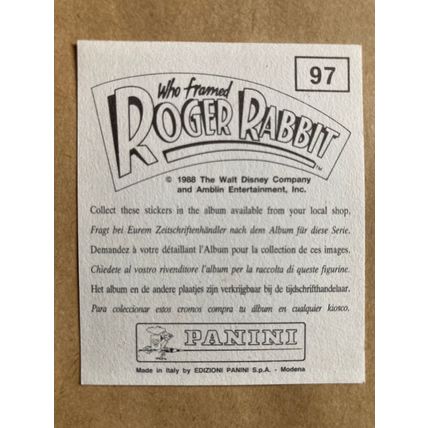 97
Who framed
ROGER RABBIT
™
© 1988 The Walt Disney Company
and Amblin Entertainment, Inc.
Collect these stickers in the album available from your local shop.
Fragt bei Eurem Zeitschriftenhändler nach dem Album für diese Serie.
Demandez à votre détaillant l'Album pour la collection de ces images.
Chiedete al vostro rivenditore l'album per la raccolta di queste figurine.
Het album en de andere plaatjes zijn verkrijgbaar bij de tijdschrifthandelaar.
Para coleccionar estos cromos compra tu álbum en cualquier kiosco.
PANINI
Made in Italy by EDIZIONI PANINI S.p.A. - Modena